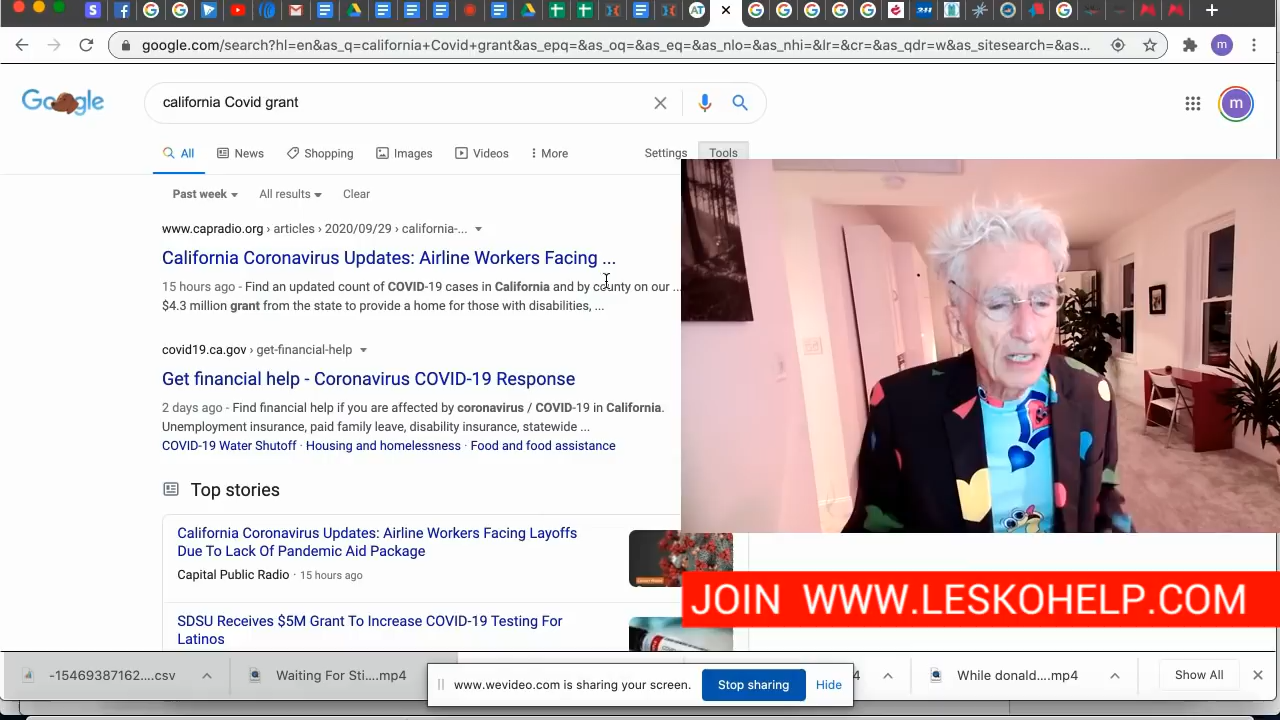 google.com/search?hl=en&as_q=california+Covid+grant&as_epq=&as_oq=&as_eq=&as_nlo=&as_nhi=&lr=&cr=&as_qdr=w&as_sitesearch=&as...
m
Google
california Covid grant
m
All
News
Shopping
Images
Videos
More
Settings
Tools
Past week
All results
Clear
www.capradio.org › articles › 2020/09/29 › california-...
California Coronavirus Updates: Airline Workers Facing ...
15 hours ago - Find an updated count of COVID-19 cases in California and by county on our ...
$4.3 million grant from the state to provide a home for those with disabilities, ...
covid19.ca.gov › get-financial-help
Get financial help - Coronavirus COVID-19 Response
2 days ago - Find financial help if you are affected by coronavirus / COVID-19 in California.
Unemployment insurance, paid family leave, disability insurance, statewide ...
COVID-19 Water Shutoff · Housing and homelessness · Food and food assistance
Top stories
California Coronavirus Updates: Airline Workers Facing Layoffs
Due To Lack Of Pandemic Aid Package
Capital Public Radio · 15 hours ago
SDSU Receives $5M Grant To Increase COVID-19 Testing For
Latinos
JOIN WWW.LESKOHELP.COM
-15469387162....csv
Waiting For Sti....mp4
4
While donald....mp4
Show All
www.wevideo.com is sharing your screen.
Stop sharing
Hide